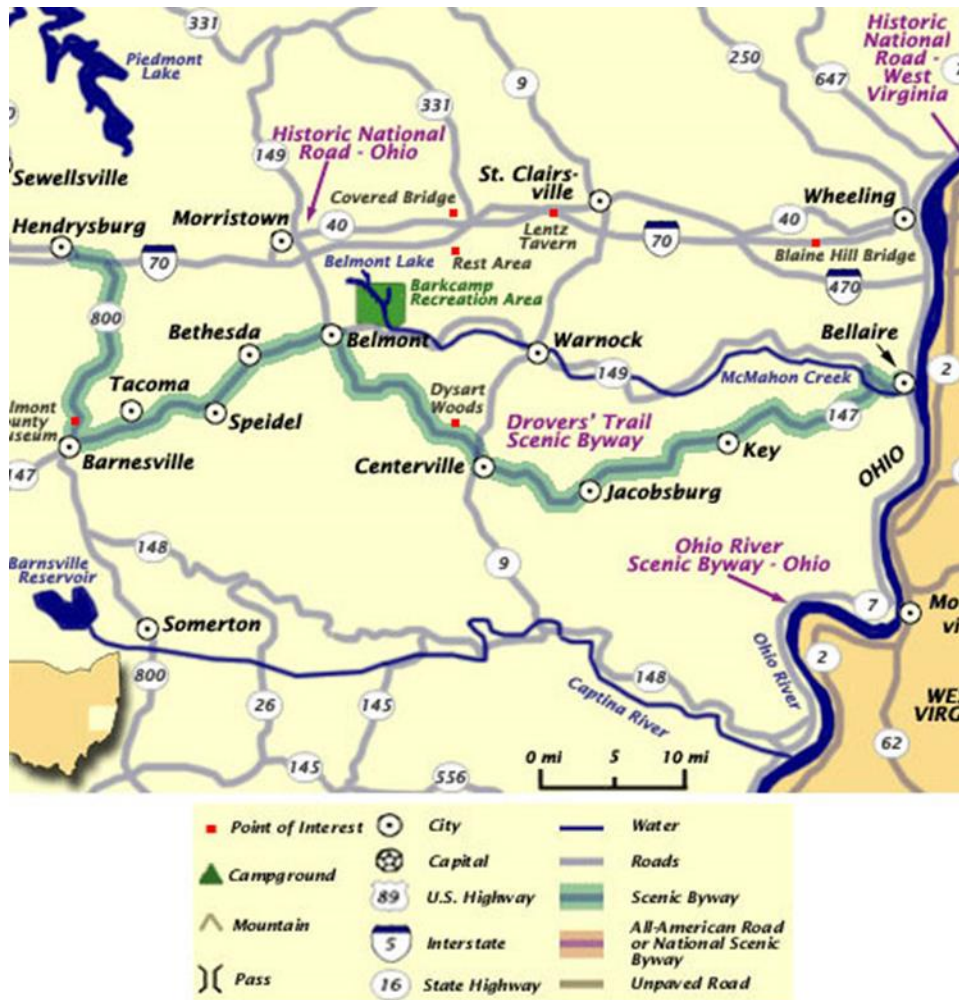 331
Piedmont
Lake
9
250
647
Historic
National
Road -
West
Virginia
331
149
Historic National
Road - Ohio
Sewellsville
Hendrysburg
Morristown
Covered Bridge
St. Clairs-
ville
Wheeling
40
40
Lentz
Tavern
70
70
Blaine Hill Bridge
Belmont Lake
Rest Area
470
Barkcamp
Recreation Area
800
Bethesda
Belmont
Warnock
Bellaire
149
McMahon Creek
2
Tacoma
Dysart
Woods
Speidel
Drovers' Trail
Scenic Byway
147
Key
Barnesville
Centerville
OHIO
147
Jacobsburg
148
9
Ohio River
Scenic Byway - Ohio
Barnsville
Reservoir
7
Somerton
Ohio River
2
800
148
26
145
Captina River
62
0 mi 5 10 mi
145
556
Point of Interest
City
Water
Capital
Roads
Campground
89
U.S. Highway
Scenic Byway
Mountain
5
Interstate
All-American Road
or National Scenic
Byway
Pass
16
State Highway
Unpaved Road